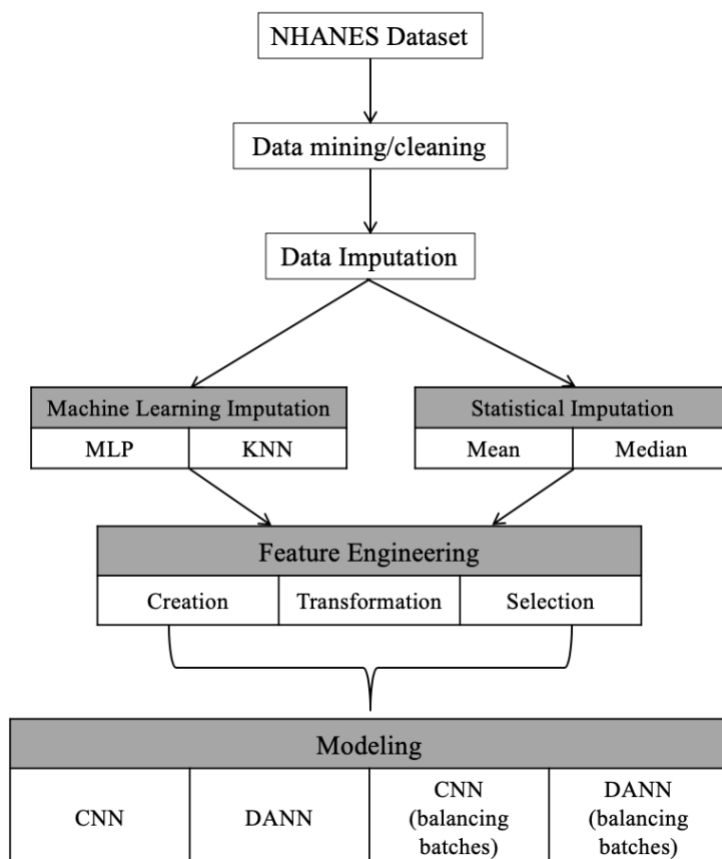 NHANES Dataset
Data mining/cleaning
Data Imputation
Machine Learning Imputation
MLP
KNN
Statistical Imputation
Mean
Median
Feature Engineering
Creation
Transformation
Selection
Modeling
CNN
DANN
CNN
(balancing
batches)
DANN
(balancing
batches)